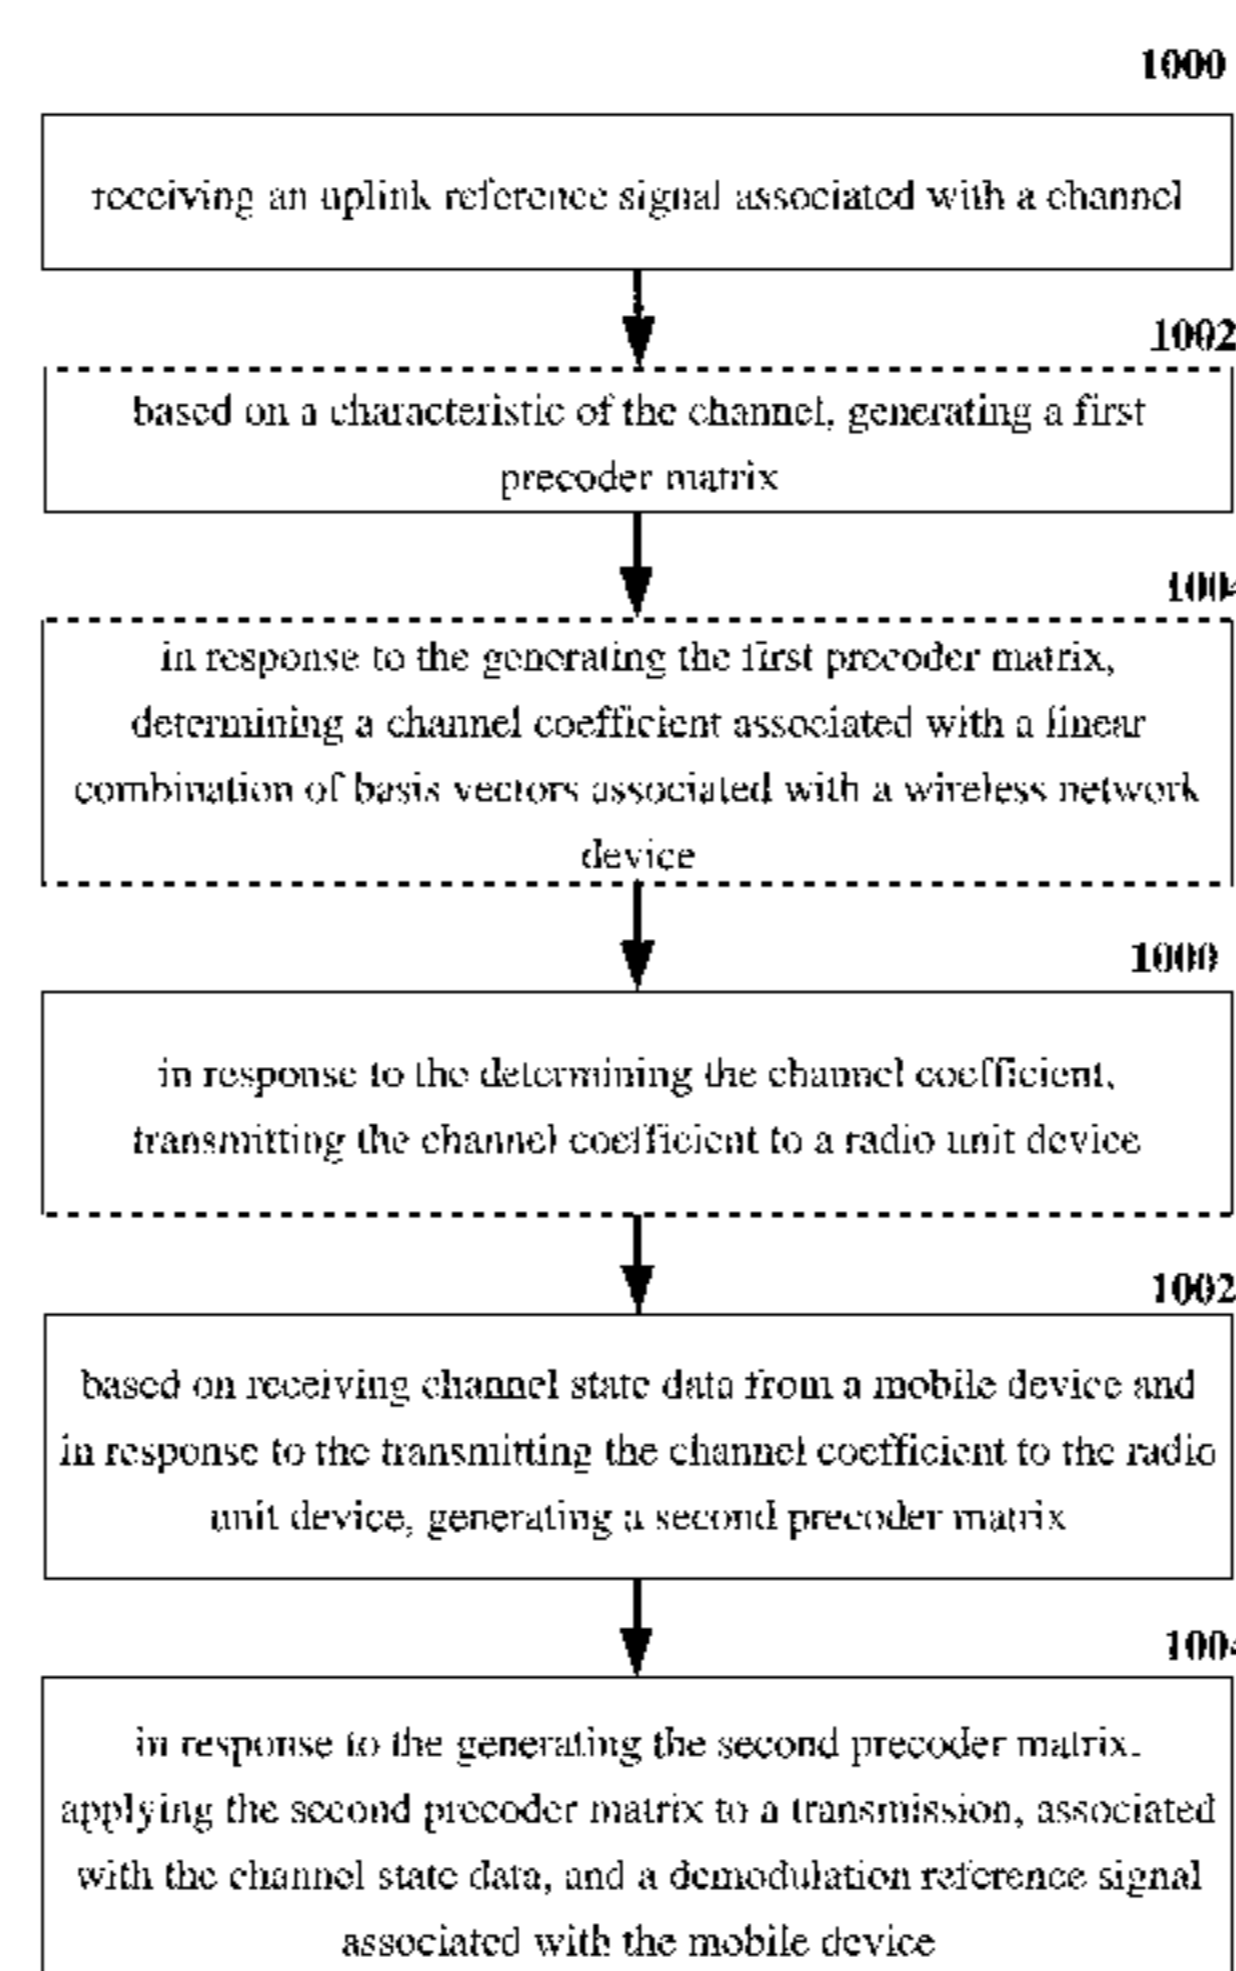 1000
receiving an uplink reference signal associated with a channel
1002
based on a characteristic of the channel, generating a first
precoder matrix
1004
in response to the generating the first precoder matrix,
determining a channel coefficient associated with a linear
combination of basis vectors associated with a wireless network
device
1000
in response to the determining the channel coefficient,
transmitting the channel coefficient to a radio unit device
1002
based on receiving channel state data from a mobile device and
in response to the transmitting the channel coefficient to the radio
unit device, generating a second precoder matrix
1004
in response to the generating the second precoder matrix.
applying the second precoder matrix to a transmission, associated
with the channel state data, and a demodulation reference signal
associated with the mobile device